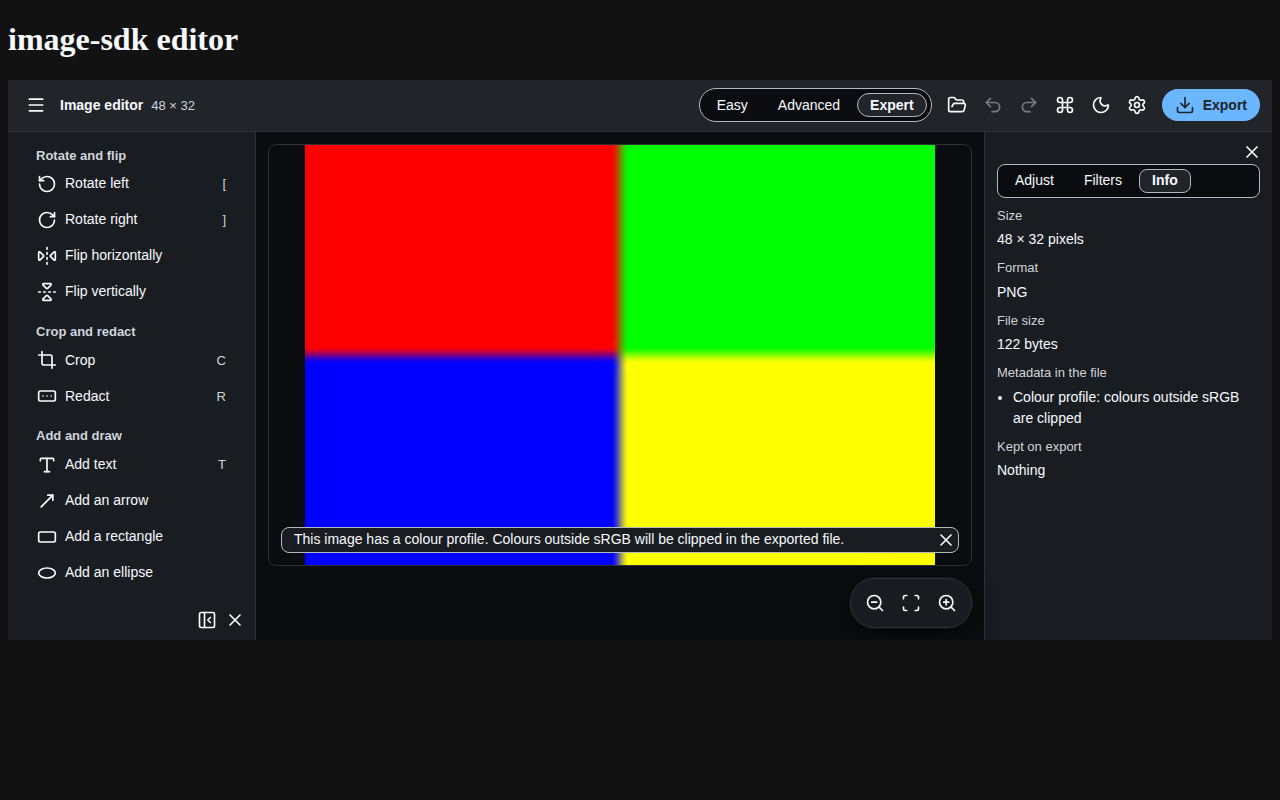 image-sdk editor
Image editor 48 × 32
Easy Advanced Expert
Export
Rotate and flip
Rotate left [
Rotate right ]
Flip horizontally
Flip vertically
Crop and redact
Crop C
Redact R
Add and draw
Add text T
Add an arrow
Add a rectangle
Add an ellipse
This image has a colour profile. Colours outside sRGB will be clipped in the exported file.
Adjust Filters Info
Size
48 × 32 pixels
Format
PNG
File size
122 bytes
Metadata in the file
• Colour profile: colours outside sRGB
are clipped
Kept on export
Nothing